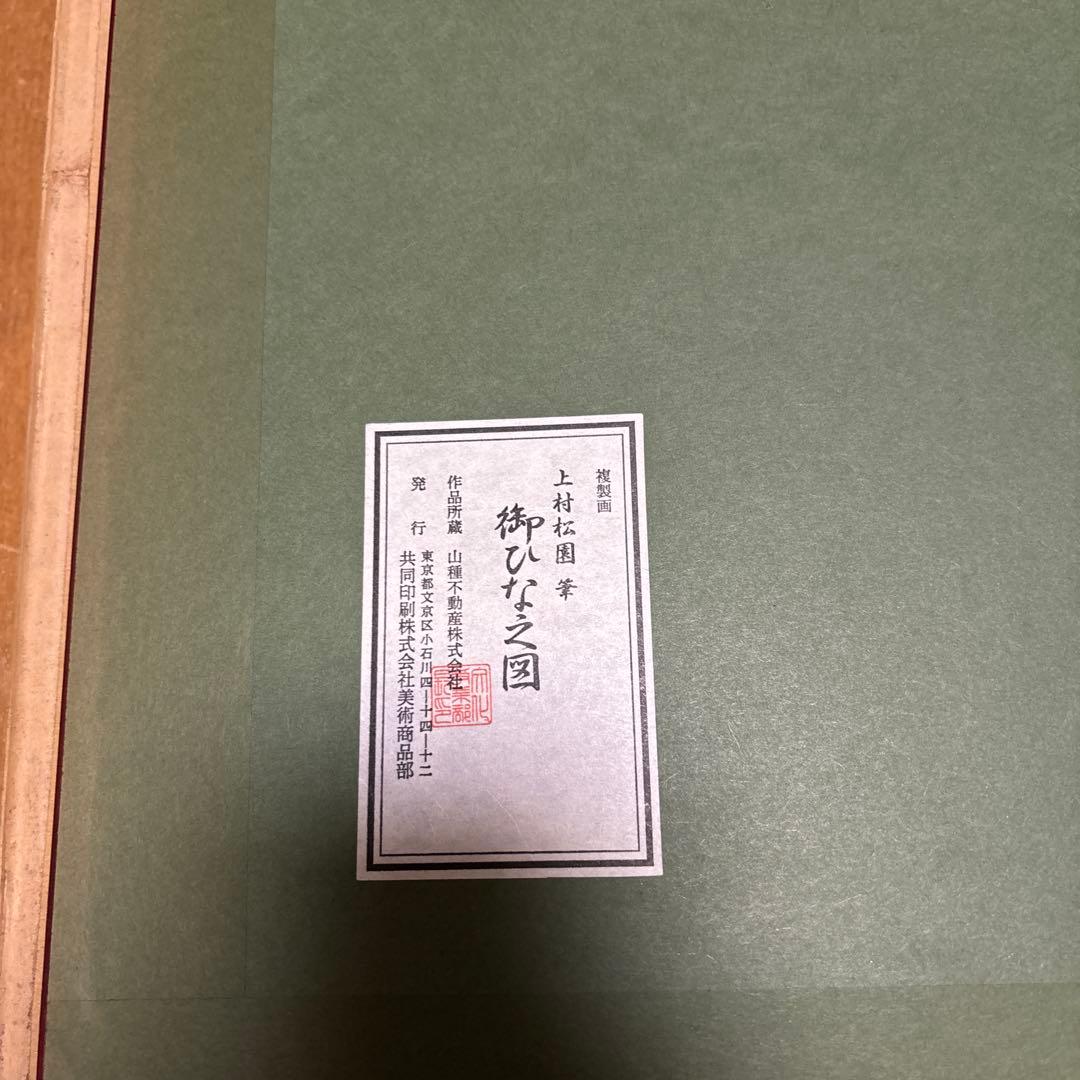 複製画
上村松園 筆
御ひな之図
作品所蔵 山種不動産株式会社
発行 東京都文京区小石川四―十四―十二
共同印刷株式会社美術商品部